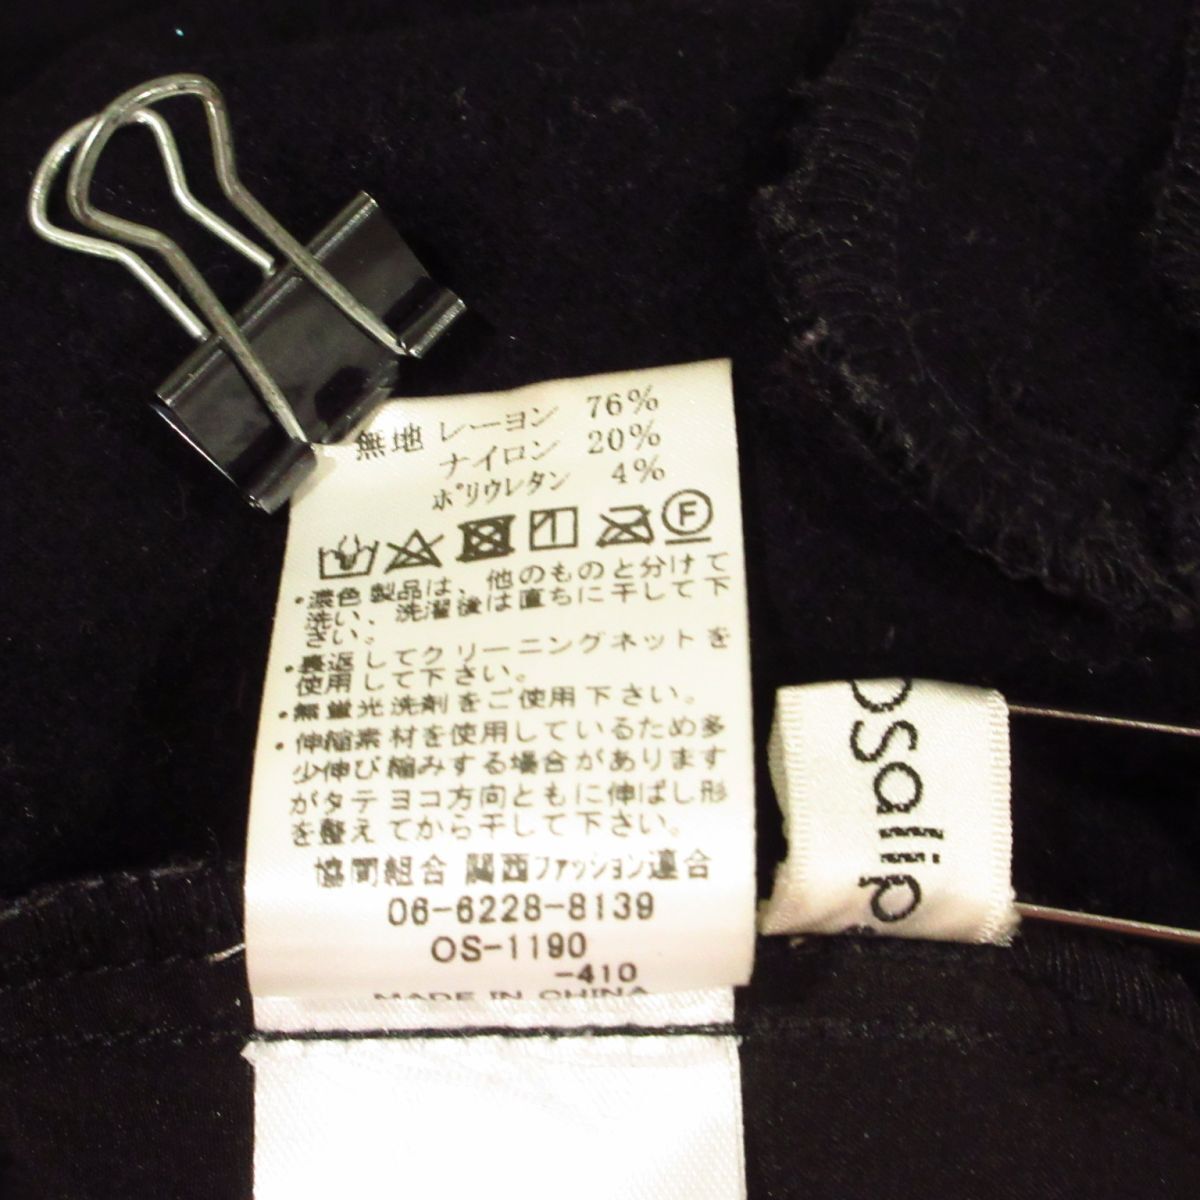 無地 レーヨン 76%
ナイロン 20%
ポリウレタン 4%
F
・濃色製品は、他のものと分けて
洗い、洗濯後は直ちに干して下
さい。
・裏返してクリーニングネットを
使用して下さい。
・無蛍光洗剤をご使用下さい。
・伸縮素材を使用しているため多
少伸び縮みする場合があります
がタテヨコ方向ともに伸ばし形
を整えてから干して下さい。
協同組合 関西ファッション連合
06-6228-8139
OS-1190
-410
MADE IN CHINA
osalip